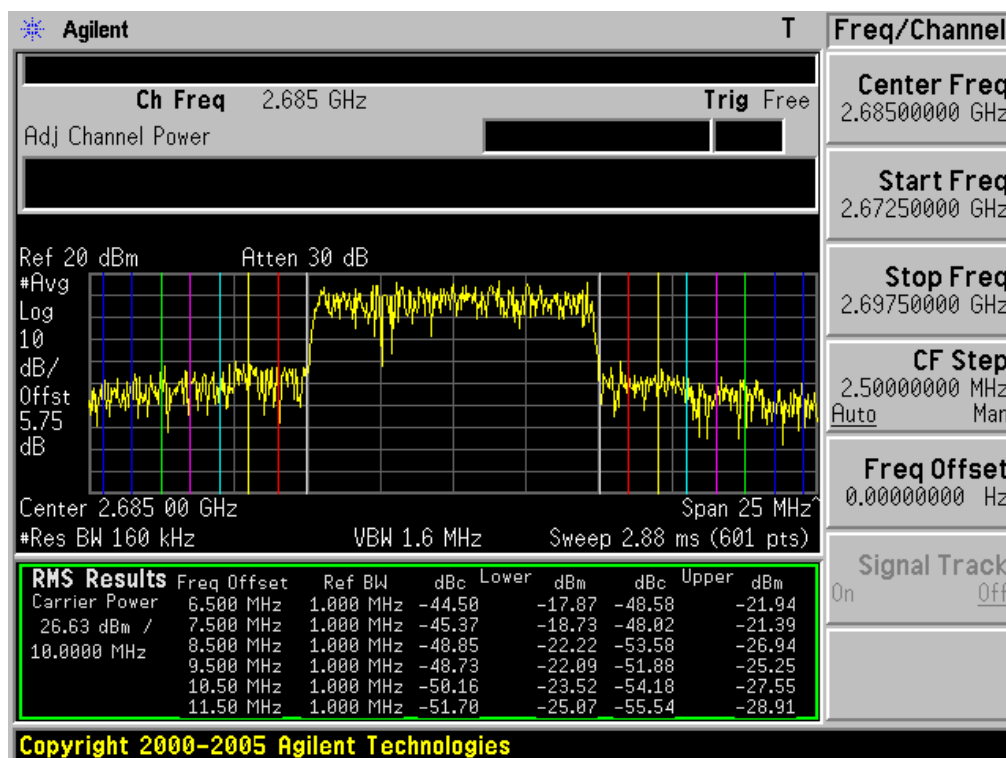 Agilent T
Ch Freq 2.685 GHz Trig Free
Adj Channel Power
Ref 20 dBm Atten 30 dB
#Avg
Log
10
dB/
Offst
5.75
dB
Center 2.685 00 GHz Span 25 MHz^
#Res BW 160 kHz VBW 1.6 MHz Sweep 2.88 ms (601 pts)
RMS Results Freq Offset Ref BW dBc Lower dBm dBc Upper dBm
Carrier Power 6.500 MHz 1.000 MHz -44.50 -17.87 -48.58 -21.94
26.63 dBm / 7.500 MHz 1.000 MHz -45.37 -18.73 -48.02 -21.39
10.0000 MHz 8.500 MHz 1.000 MHz -48.85 -22.22 -53.58 -26.94
9.500 MHz 1.000 MHz -48.73 -22.09 -51.88 -25.25
10.50 MHz 1.000 MHz -50.16 -23.52 -54.18 -27.55
11.50 MHz 1.000 MHz -51.70 -25.07 -55.54 -28.91
Copyright 2000-2005 Agilent Technologies
Freq/Channel
Center Freq
2.68500000 GHz
Start Freq
2.67250000 GHz
Stop Freq
2.69750000 GHz
CF Step
2.50000000 MHz
Auto Man
Freq Offset
0.00000000 Hz
Signal Track
On Off